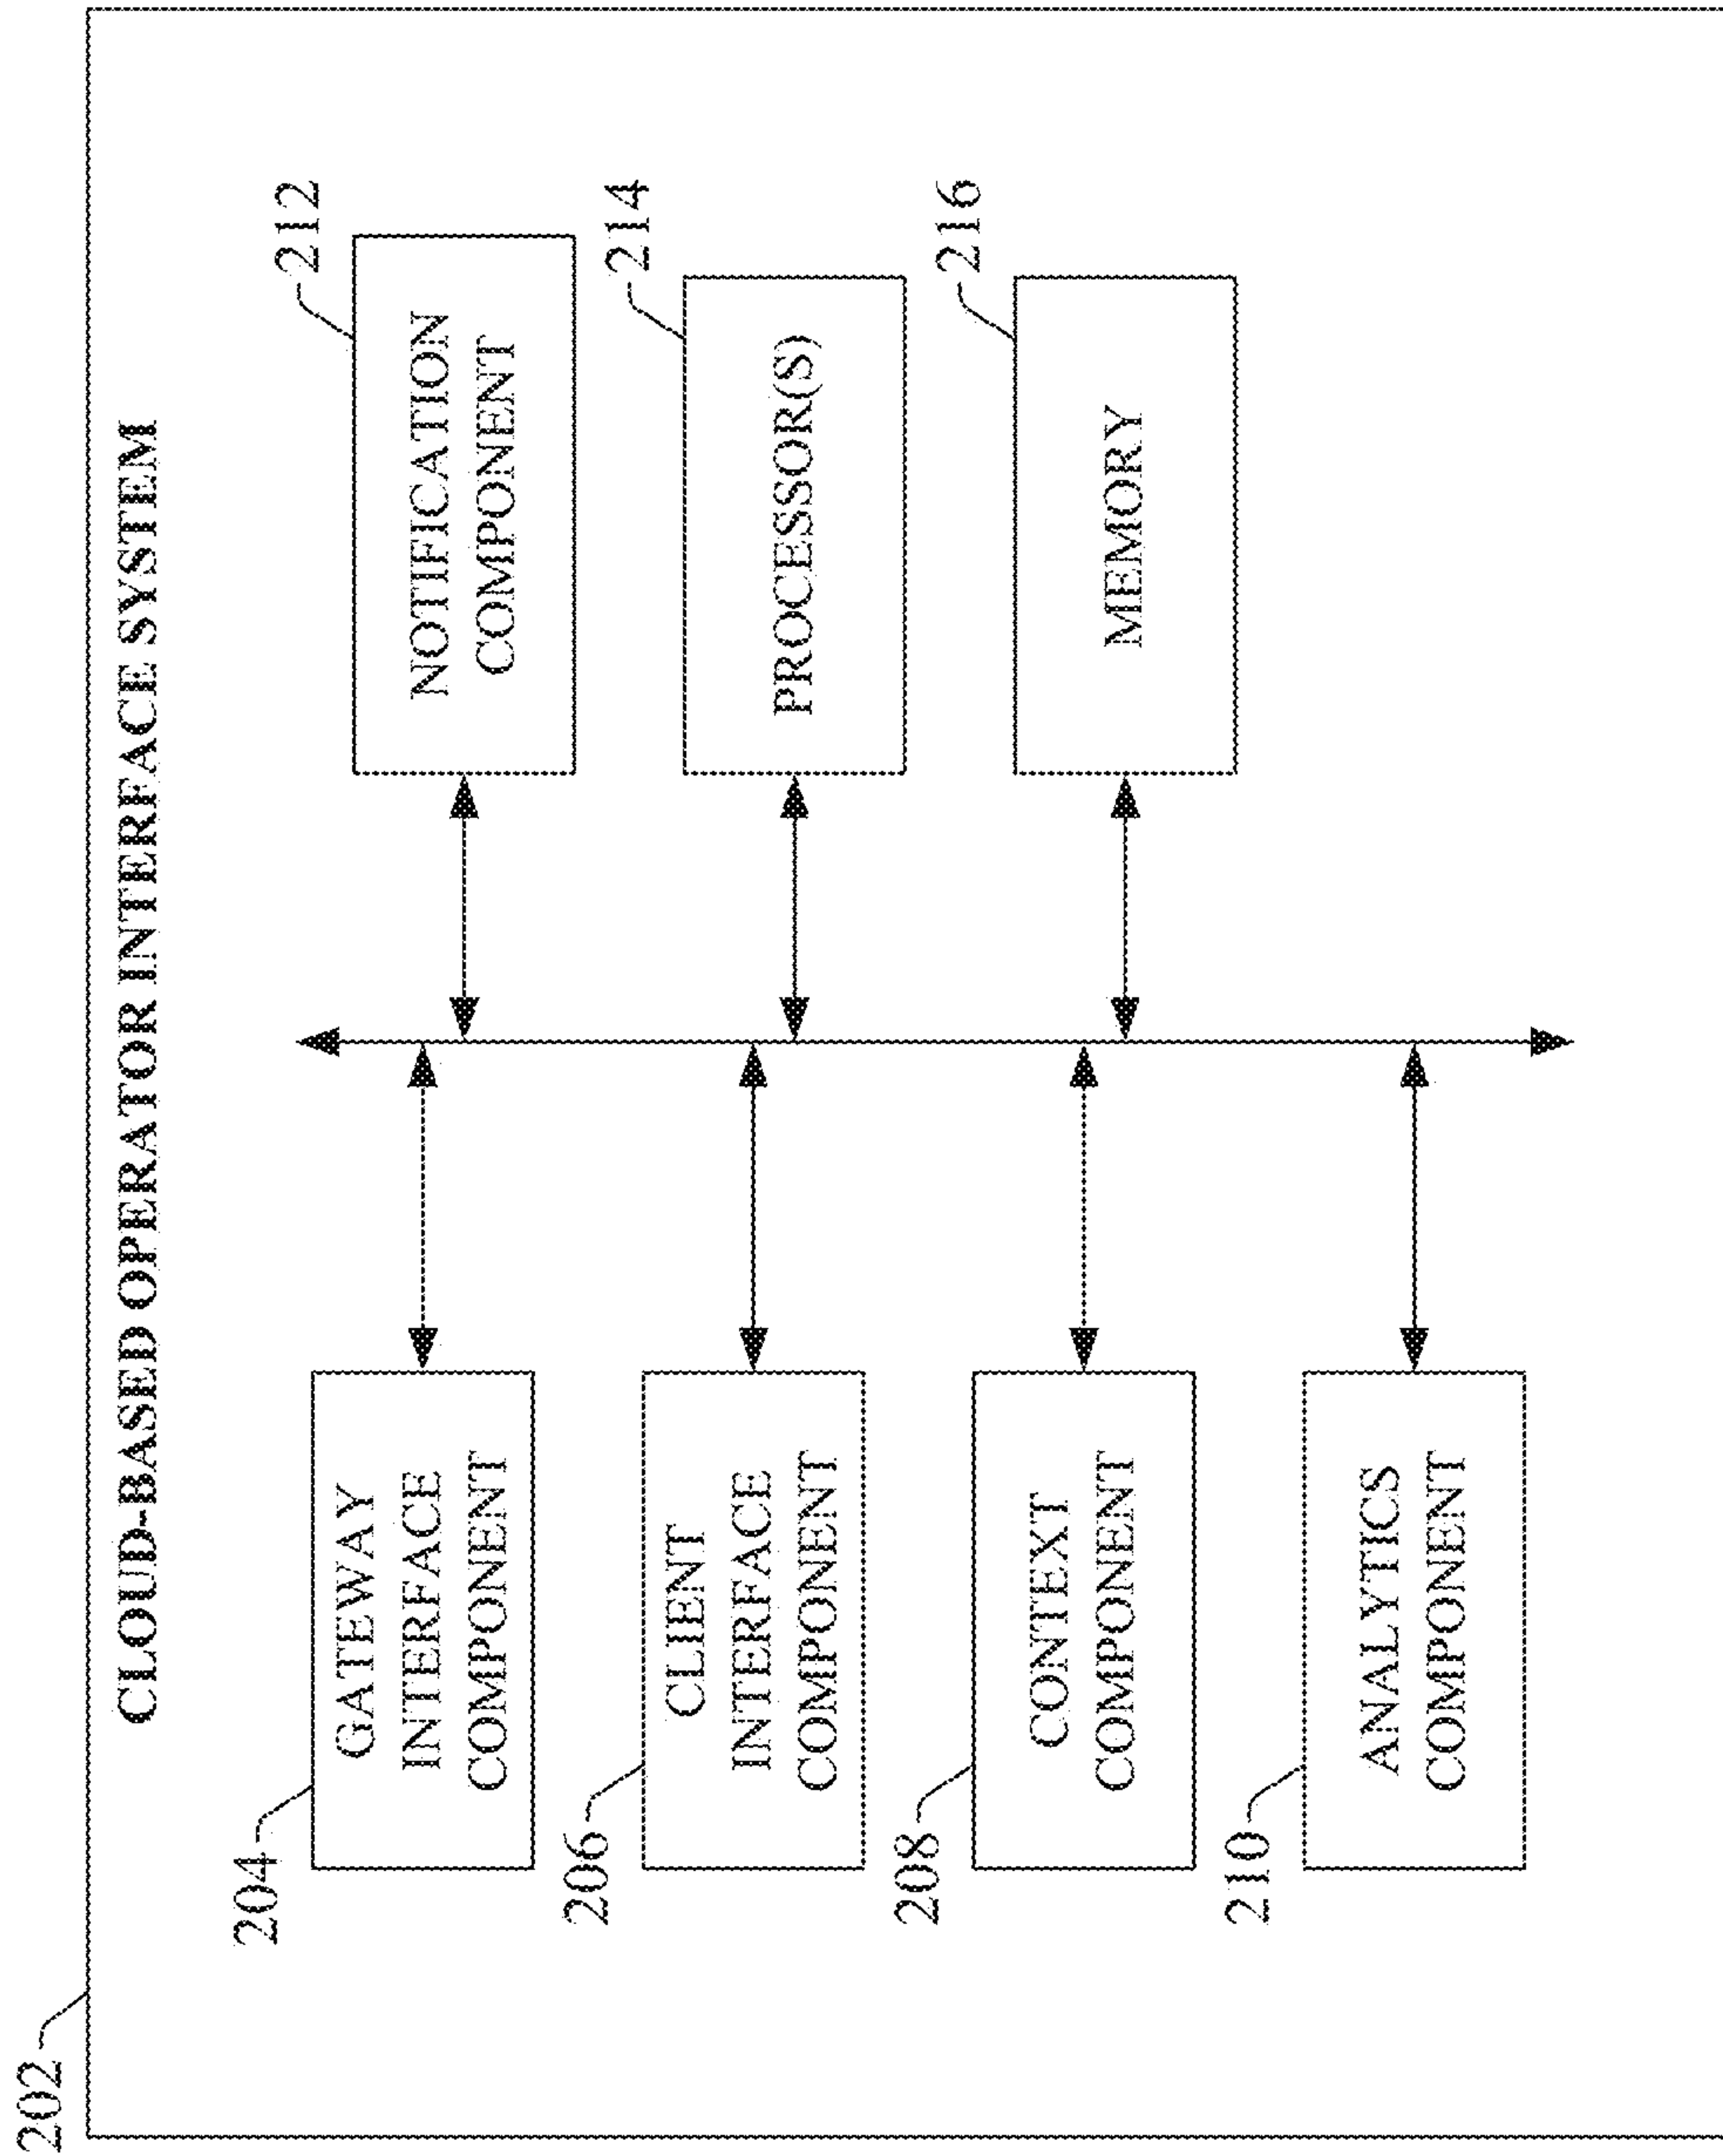 202
CLOUD-BASED OPERATOR INTERFACE SYSTEM
204
GATEWAY
INTERFACE
COMPONENT
206
CLIENT
INTERFACE
COMPONENT
208
CONTEXT
COMPONENT
210
ANALYTICS
COMPONENT
212
NOTIFICATION
COMPONENT
214
PROCESSOR(S)
216
MEMORY